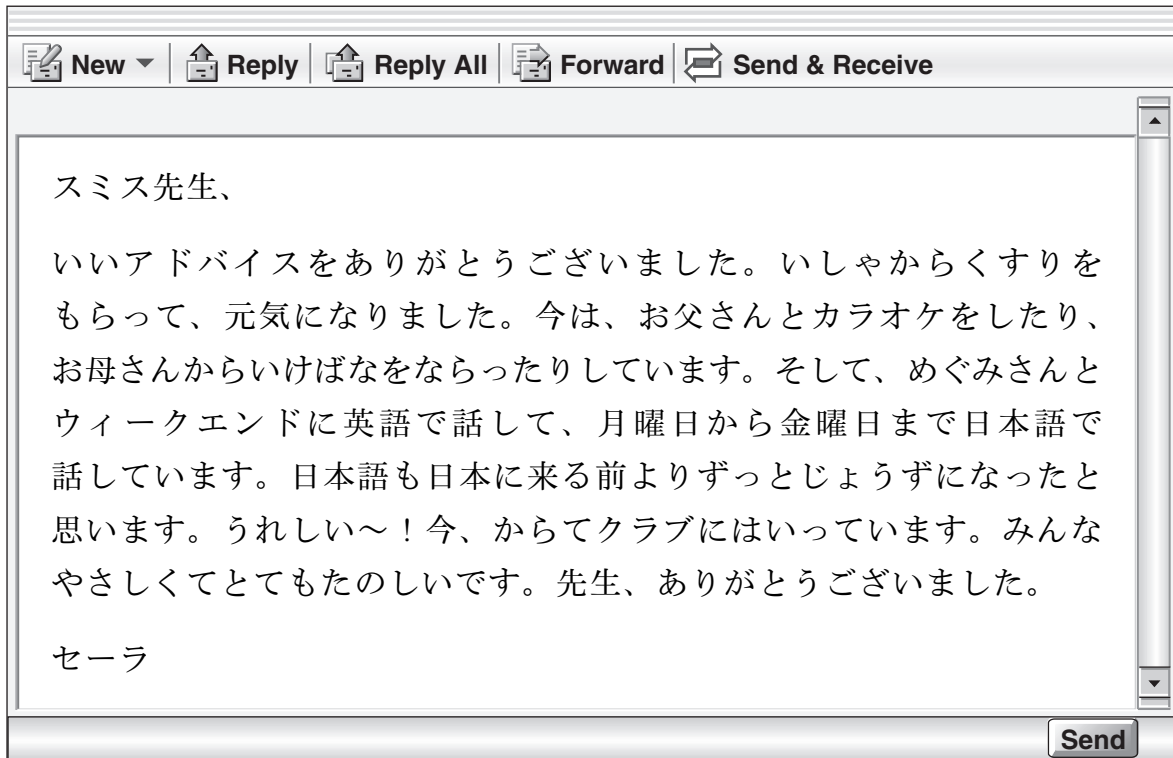 New Reply Reply All Forward Send & Receive
スミス先生、
いいアドバイスをありがとうございました。いしゃからくすりを
もらって、元気になりました。今は、お父さんとカラオケをしたり、
お母さんからいけばなをならったりしています。そして、めぐみさんと
ウィークエンドに英語で話して、月曜日から金曜日まで日本語で
話しています。日本語も日本に来る前よりずっとじょうずになったと
思います。うれしい〜！今、からてクラブにはいっています。みんな
やさしくてとてもたのしいです。先生、ありがとうございました。
セーラ
Send